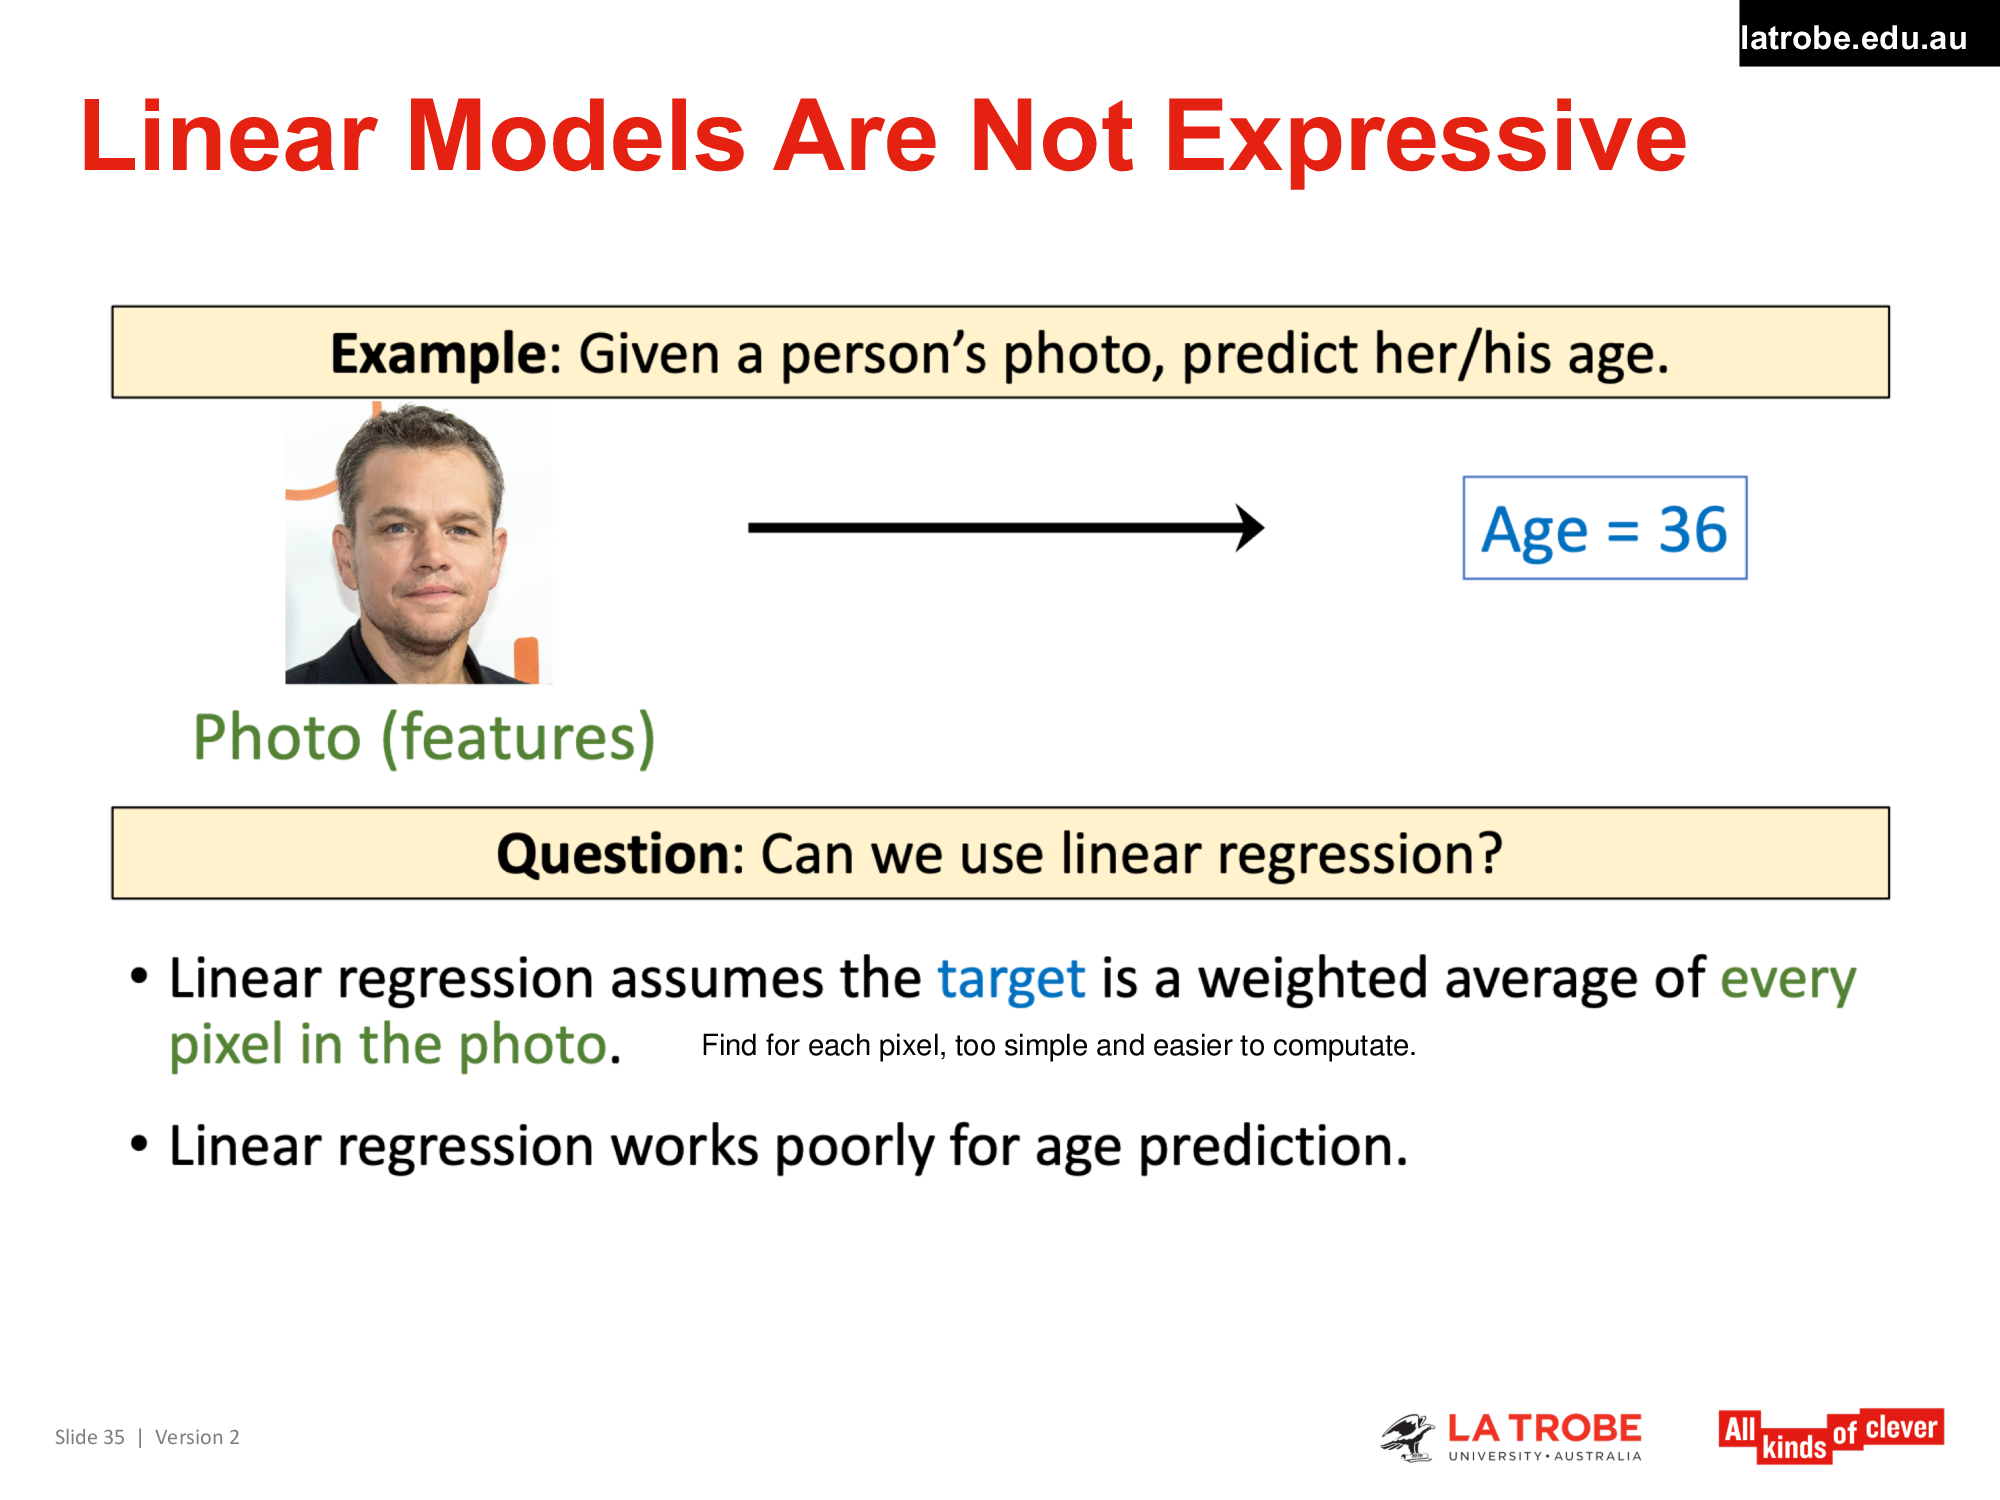 latrobe.edu.au
Linear Models Are Not Expressive
Example: Given a person’s photo, predict her/his age.
Age = 36
Photo (features)
Question: Can we use linear regression?
• Linear regression assumes the target is a weighted average of every
pixel in the photo. Find for each pixel, too simple and easier to computate.
• Linear regression works poorly for age prediction.
Slide 35 | Version 2
LA TROBE
UNIVERSITY • AUSTRALIA
All kinds of clever